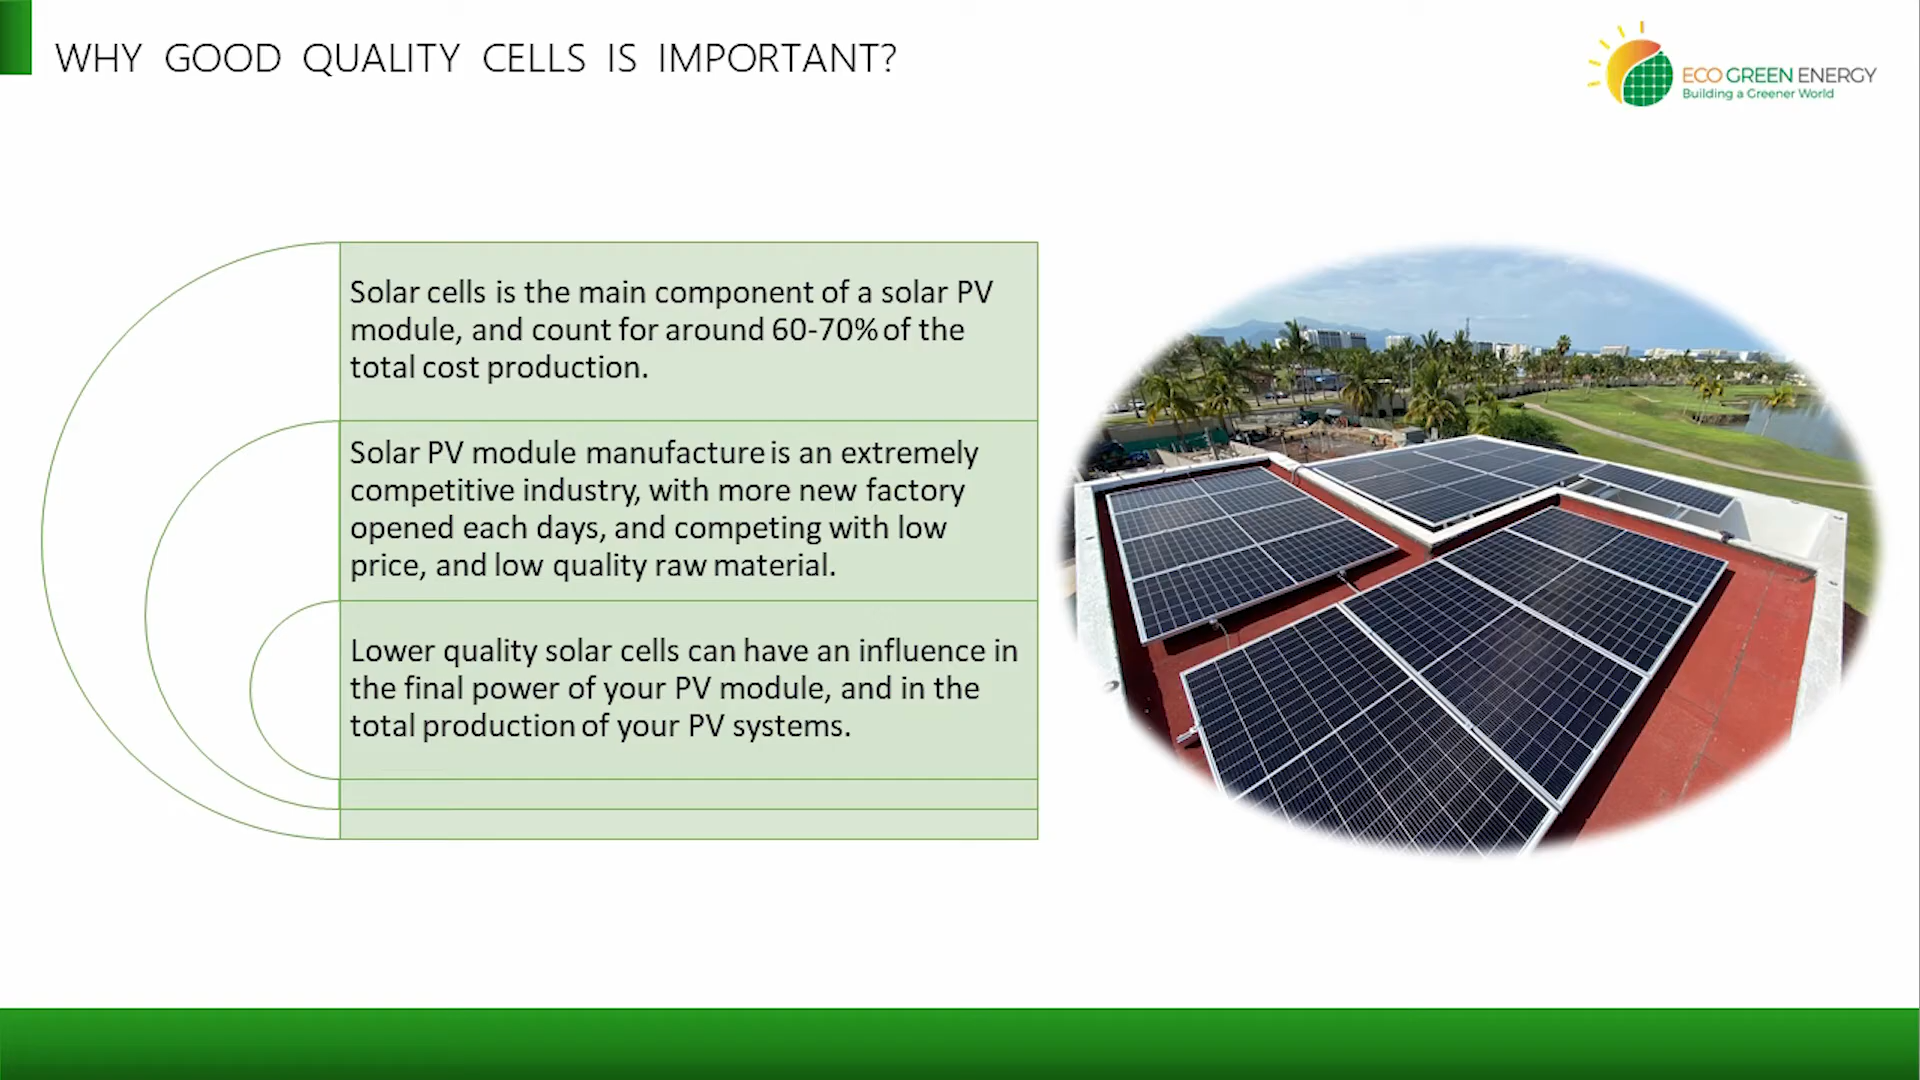 WHY GOOD QUALITY CELLS IS IMPORTANT?
ECO GREEN ENERGY
Building a Greener World
Solar cells is the main component of a solar PV
module, and count for around 60-70% of the
total cost production.
Solar PV module manufacture is an extremely
competitive industry, with more new factory
opened each days, and competing with low
price, and low quality raw material.
Lower quality solar cells can have an influence in
the final power of your PV module, and in the
total production of your PV systems.